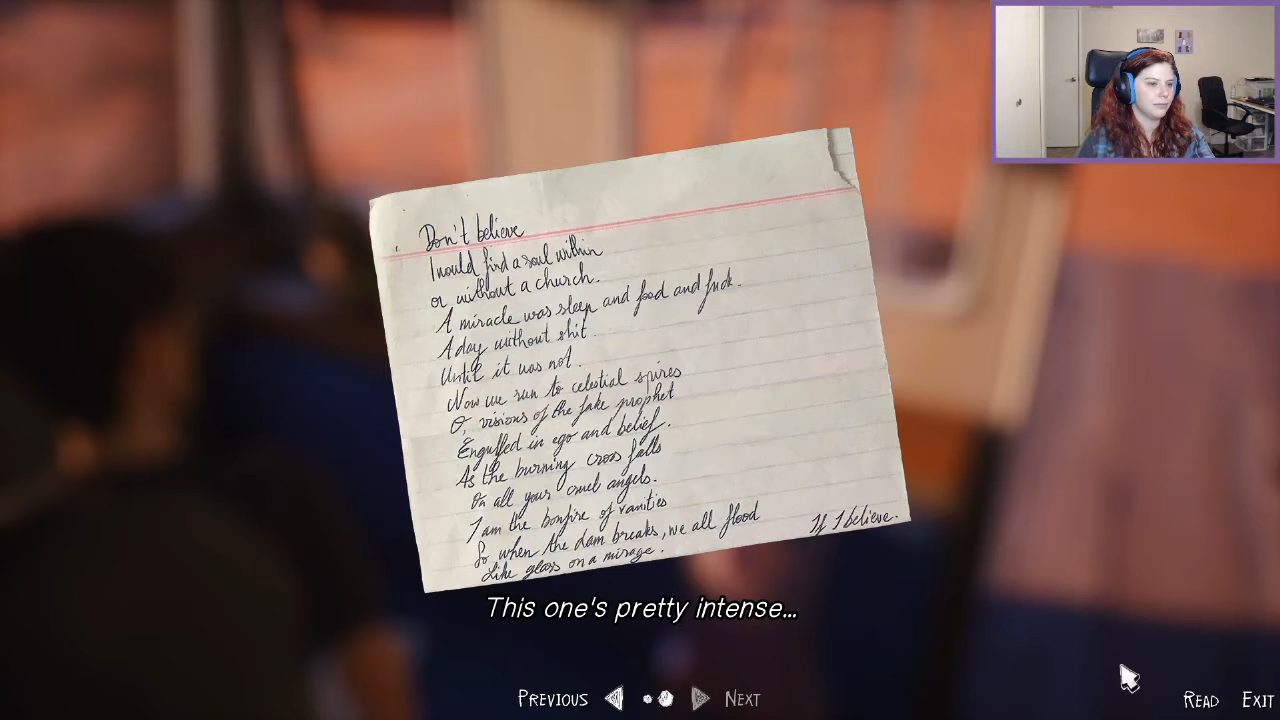 Don't believe
I would find a soul within
or without a church.
A miracle was sleep and food and fuck.
A day without shit.
Until it was not.
Now we run to celestial spires
Or visions of the fake prophet
Engulfed in ego and belief.
As the burning cross falls
On all your cruel angels.
I am the bonfire of vanities
So when the dam breaks, we all flood
Like glass on a mirage.
If I believe.
This one's pretty intense...
PREVIOUS NEXT
READ EXIT